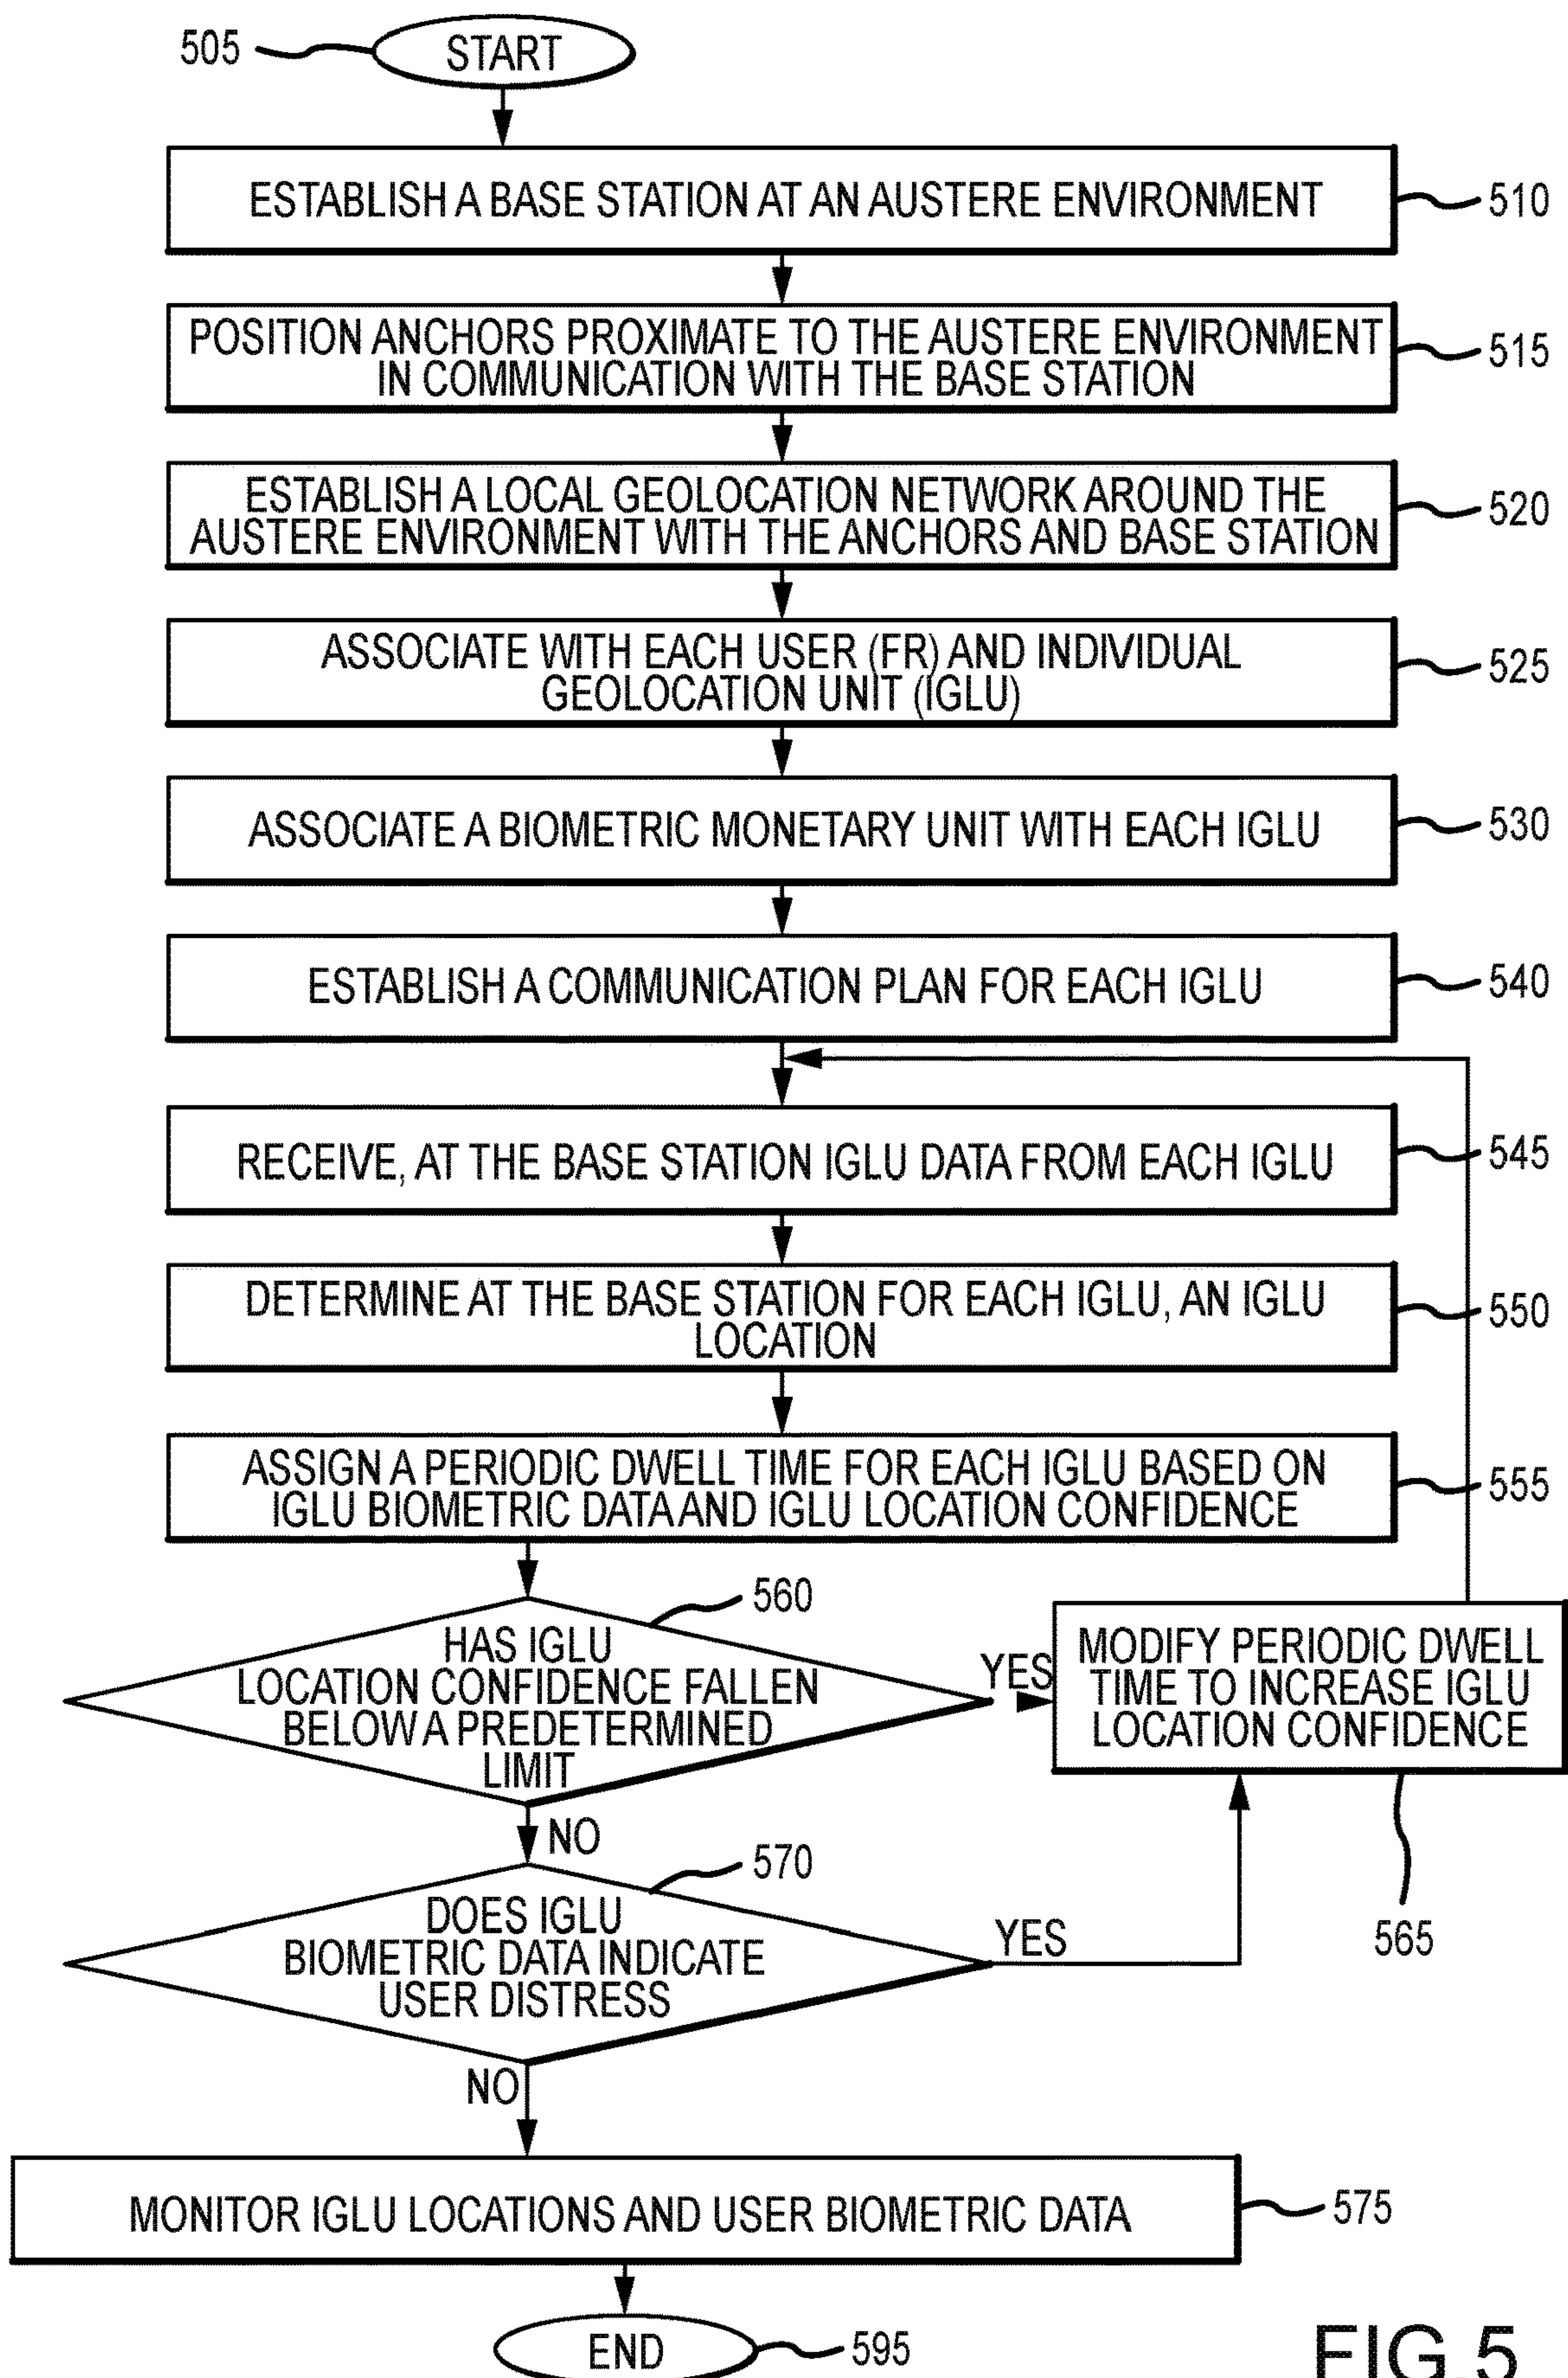 505
START
ESTABLISH A BASE STATION AT AN AUSTERE ENVIRONMENT
510
POSITION ANCHORS PROXIMATE TO THE AUSTERE ENVIRONMENT
IN COMMUNICATION WITH THE BASE STATION
515
ESTABLISH A LOCAL GEOLOCATION NETWORK AROUND THE
AUSTERE ENVIRONMENT WITH THE ANCHORS AND BASE STATION
520
ASSOCIATE WITH EACH USER (FR) AND INDIVIDUAL
GEOLOCATION UNIT (IGLU)
525
ASSOCIATE A BIOMETRIC MONETARY UNIT WITH EACH IGLU
530
ESTABLISH A COMMUNICATION PLAN FOR EACH IGLU
540
RECEIVE, AT THE BASE STATION IGLU DATA FROM EACH IGLU
545
DETERMINE AT THE BASE STATION FOR EACH IGLU, AN IGLU
LOCATION
550
ASSIGN A PERIODIC DWELL TIME FOR EACH IGLU BASED ON
IGLU BIOMETRIC DATA AND IGLU LOCATION CONFIDENCE
555
560
HAS IGLU
LOCATION CONFIDENCE FALLEN
BELOW A PREDETERMINED
LIMIT
YES
MODIFY PERIODIC DWELL
TIME TO INCREASE IGLU
LOCATION CONFIDENCE
565
NO
570
DOES IGLU
BIOMETRIC DATA INDICATE
USER DISTRESS
YES
NO
MONITOR IGLU LOCATIONS AND USER BIOMETRIC DATA
575
END
595
FIG.5